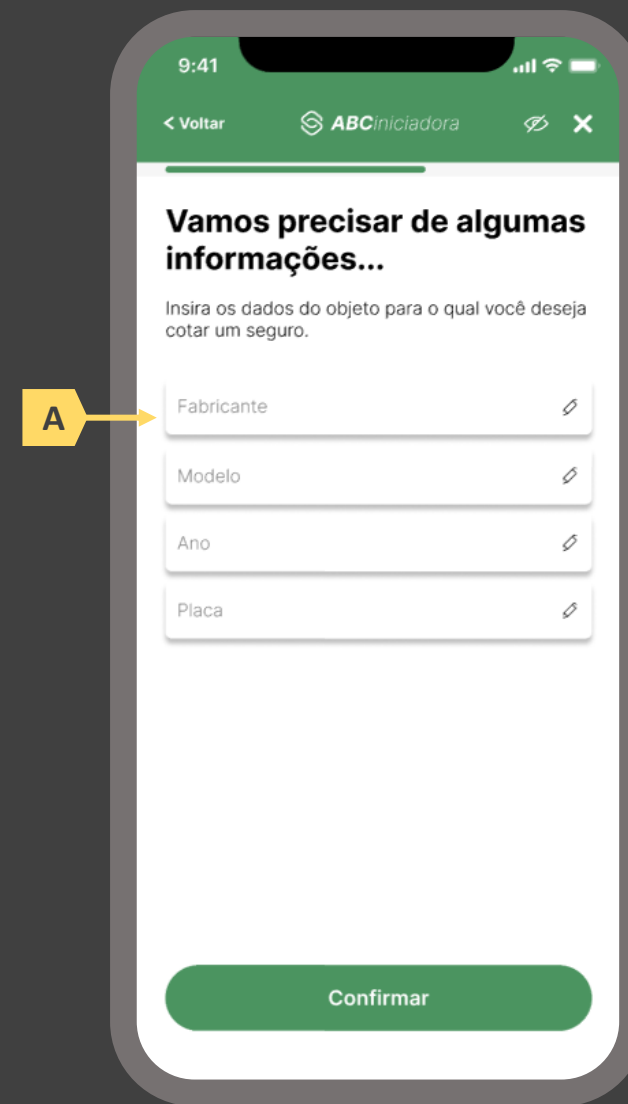 9:41
< Voltar
ABCiniciadora
Vamos precisar de algumas
informações...
Insira os dados do objeto para o qual você deseja
cotar um seguro.
A
Fabricante
Modelo
Ano
Placa
Confirmar